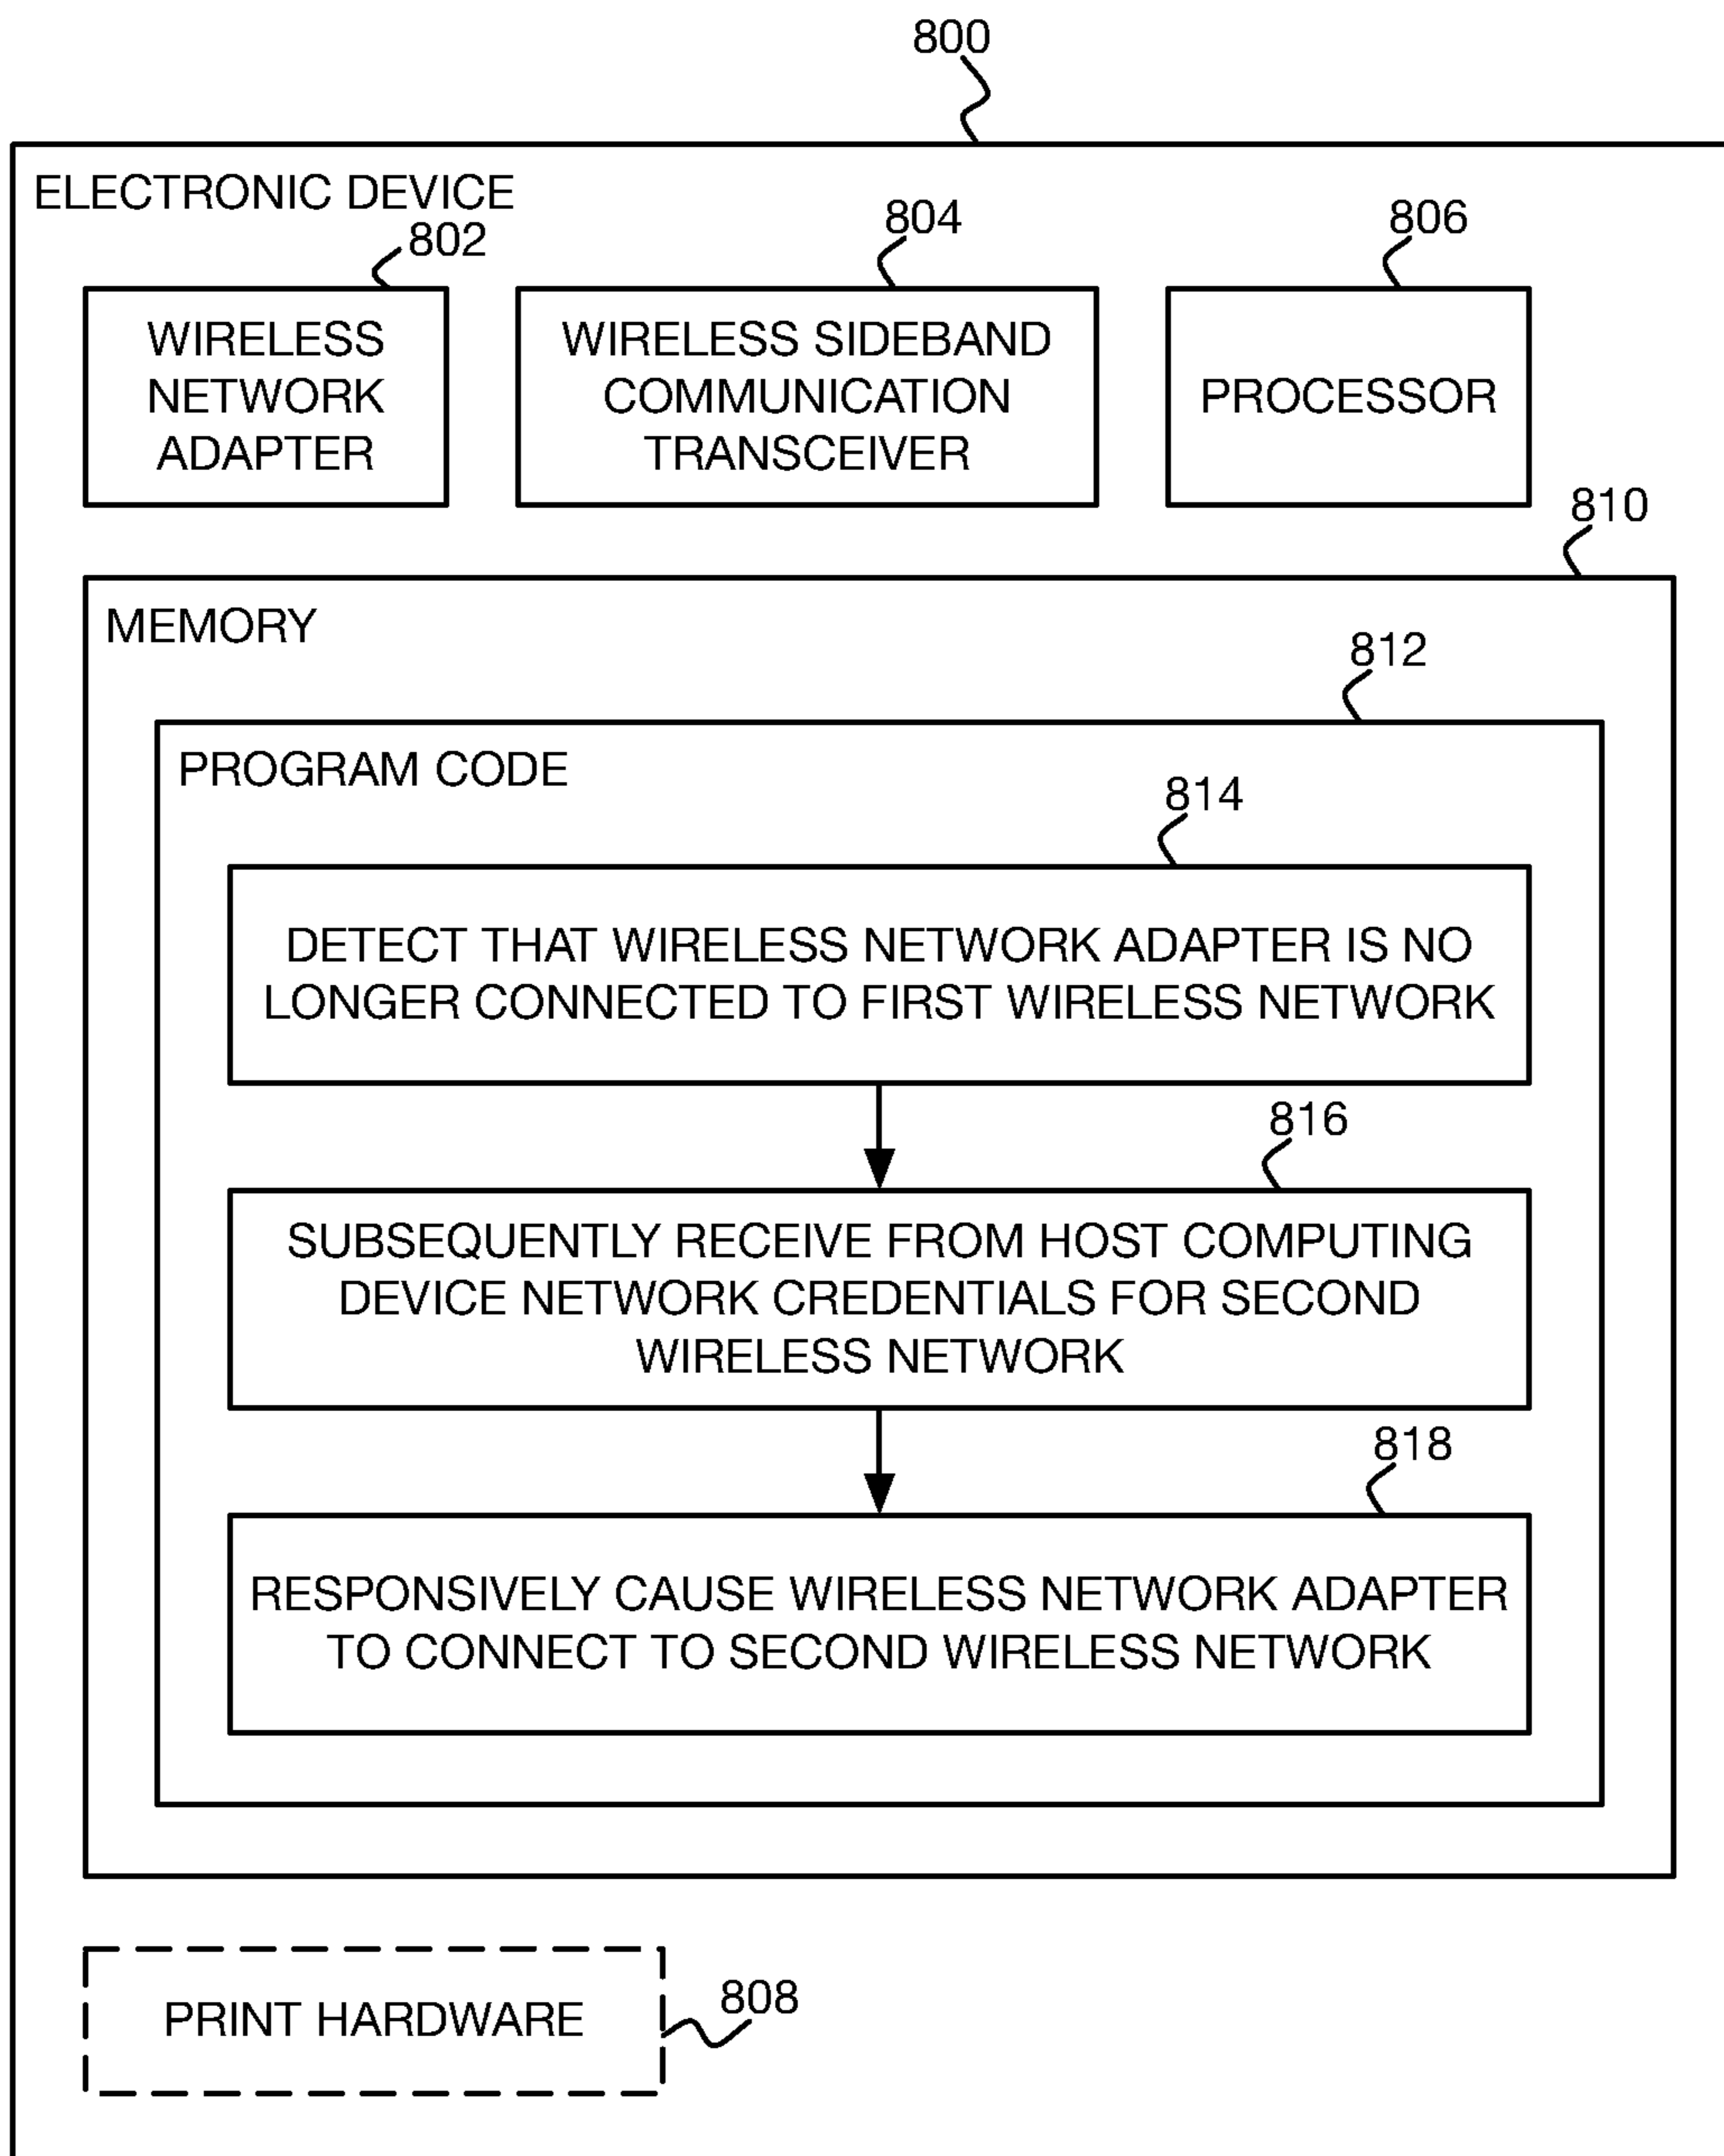 800
ELECTRONIC DEVICE
802
804
806
WIRELESS
NETWORK
ADAPTER
WIRELESS SIDEBAND
COMMUNICATION
TRANSCEIVER
PROCESSOR
810
MEMORY
812
PROGRAM CODE
814
DETECT THAT WIRELESS NETWORK ADAPTER IS NO
LONGER CONNECTED TO FIRST WIRELESS NETWORK
816
SUBSEQUENTLY RECEIVE FROM HOST COMPUTING
DEVICE NETWORK CREDENTIALS FOR SECOND
WIRELESS NETWORK
818
RESPONSIVELY CAUSE WIRELESS NETWORK ADAPTER
TO CONNECT TO SECOND WIRELESS NETWORK
PRINT HARDWARE
808